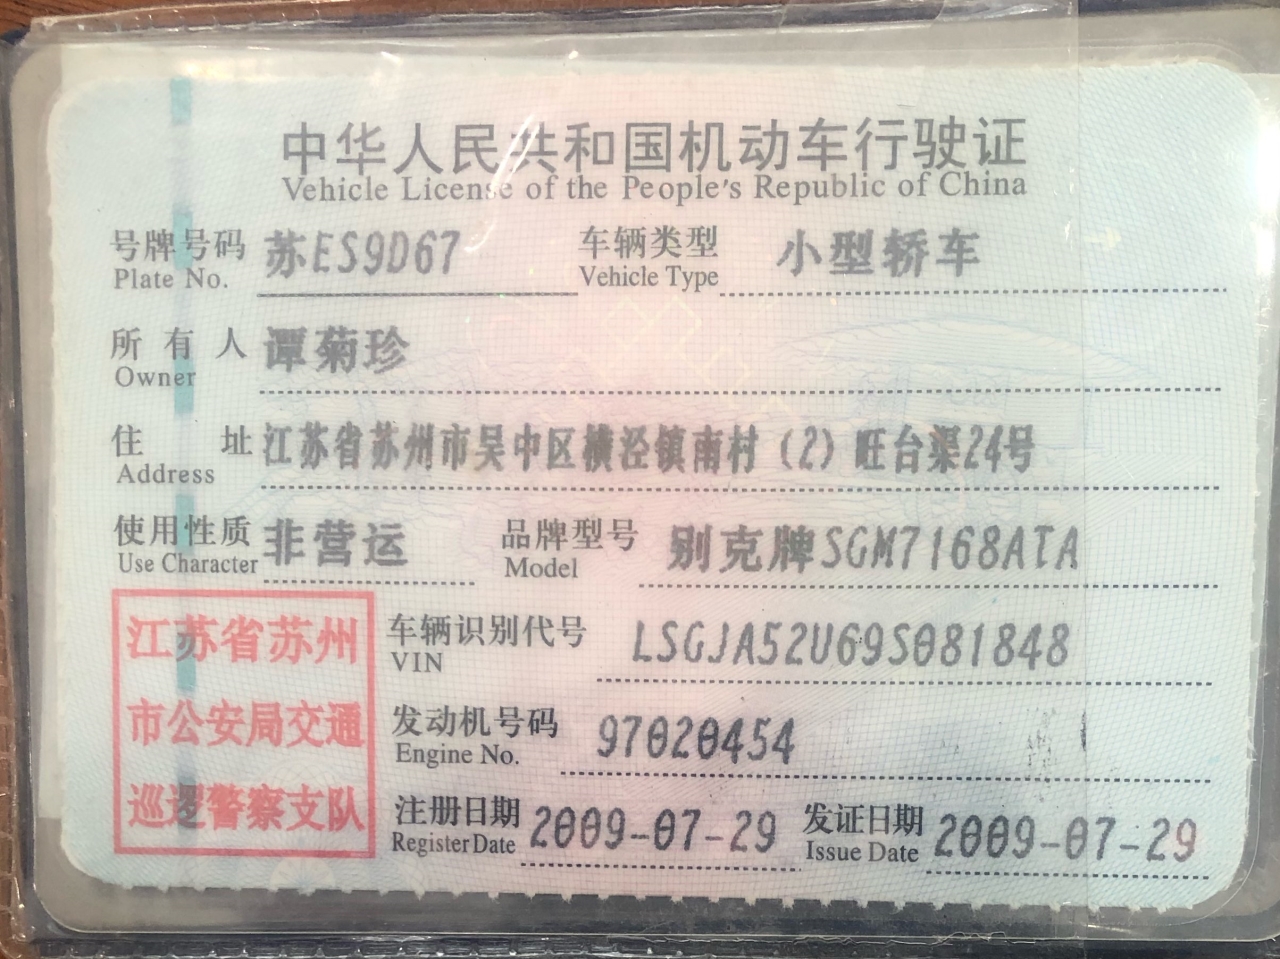 中华人民共和国机动车行驶证
Vehicle License of the People's Republic of China
号牌号码 苏ES9D67 车辆类型 小型轿车
Plate No. Vehicle Type
所有人 谭菊珍
Owner
住址 江苏省苏州市吴中区横泾镇南村（2）旺台渠24号
Address
使用性质 非营运 品牌型号 别克牌SGM7168ATA
Use Character Model
江苏省苏州
市公安局交通
巡逻警察支队
车辆识别代号 LSGJA52U69S081848
VIN
发动机号码 97020454
Engine No.
注册日期 2009-07-29 发证日期 2009-07-29
Register Date Issue Date